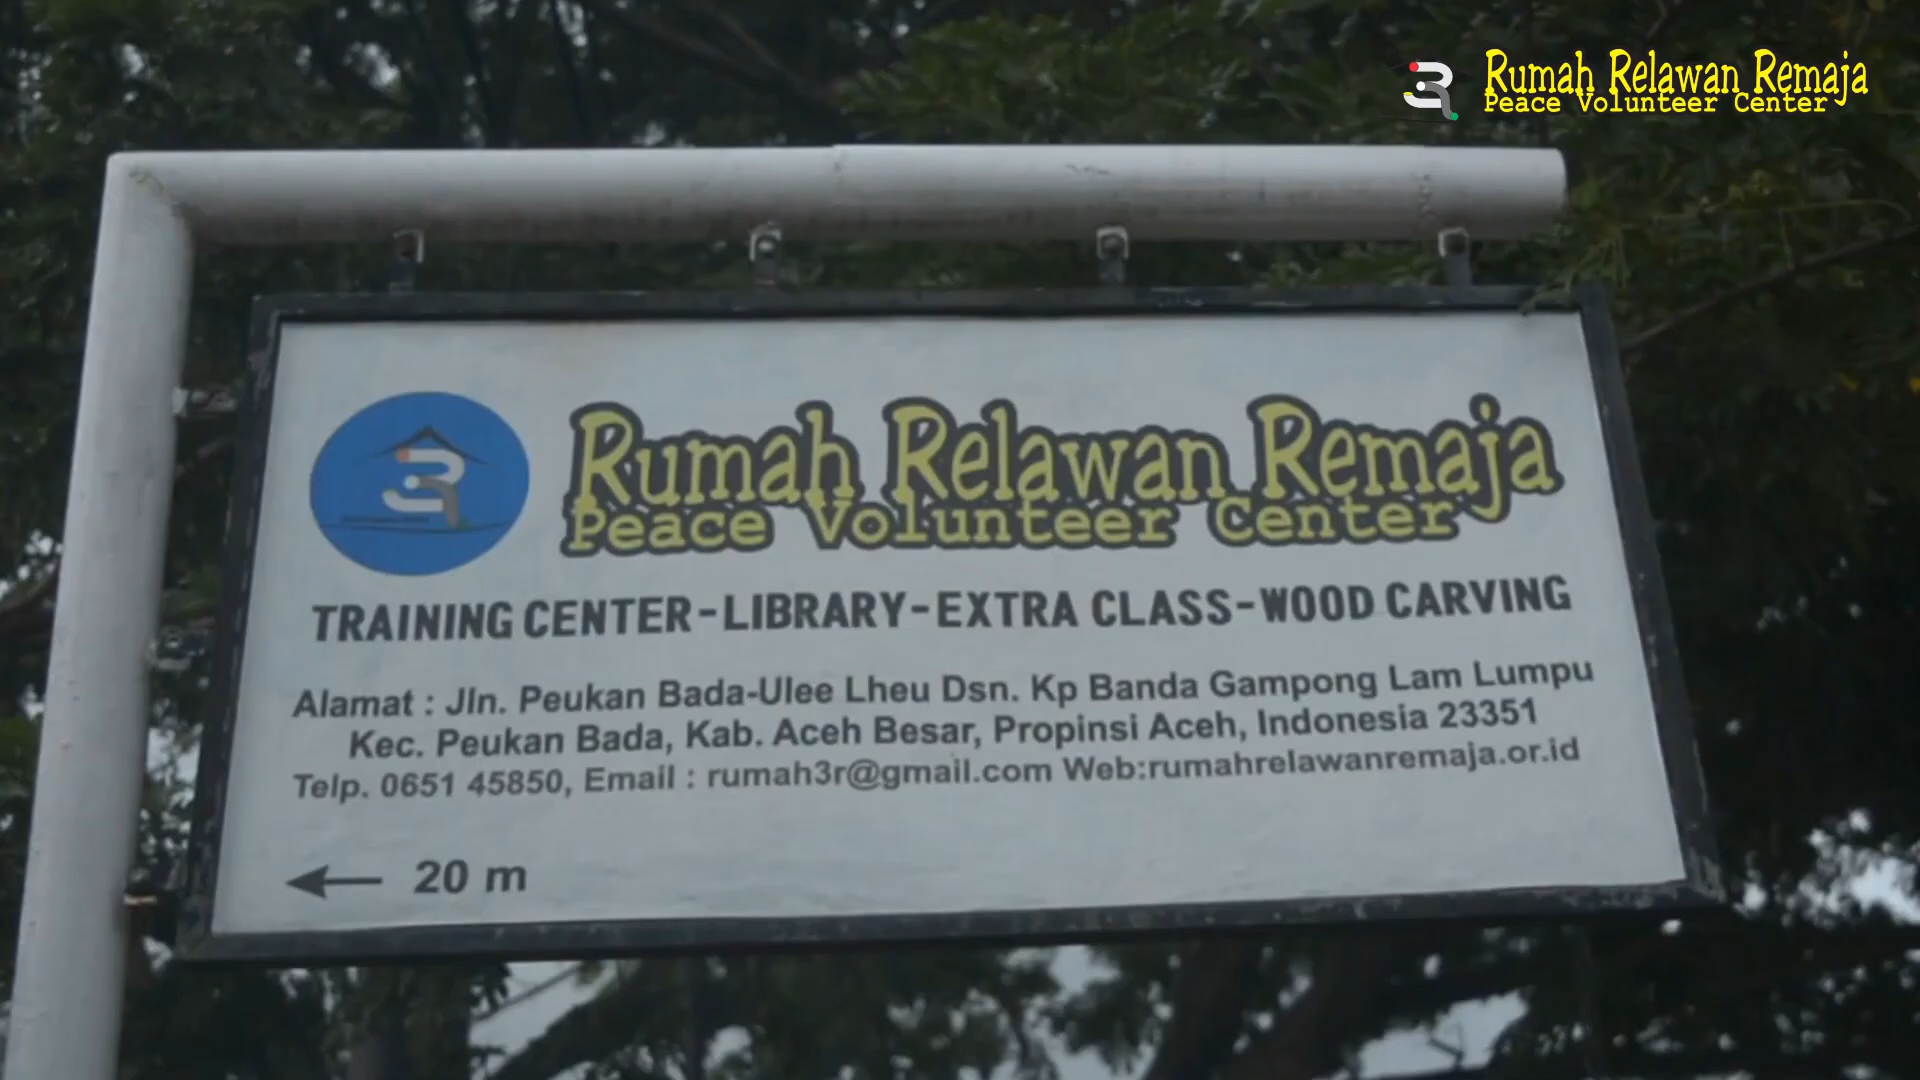 Rumah Relawan Remaja
Peace Volunteer Center
Rumah Relawan Remaja
Peace Volunteer Center
TRAINING CENTER-LIBRARY-EXTRA CLASS-WOOD CARVING
Alamat : Jln. Peukan Bada-Ulee Lheu Dsn. Kp Banda Gampong Lam Lumpu
Kec. Peukan Bada, Kab. Aceh Besar, Propinsi Aceh, Indonesia 23351
Telp. 0651 45850, Email : rumah3r@gmail.com Web:rumahrelawanremaja.or.id
20 m